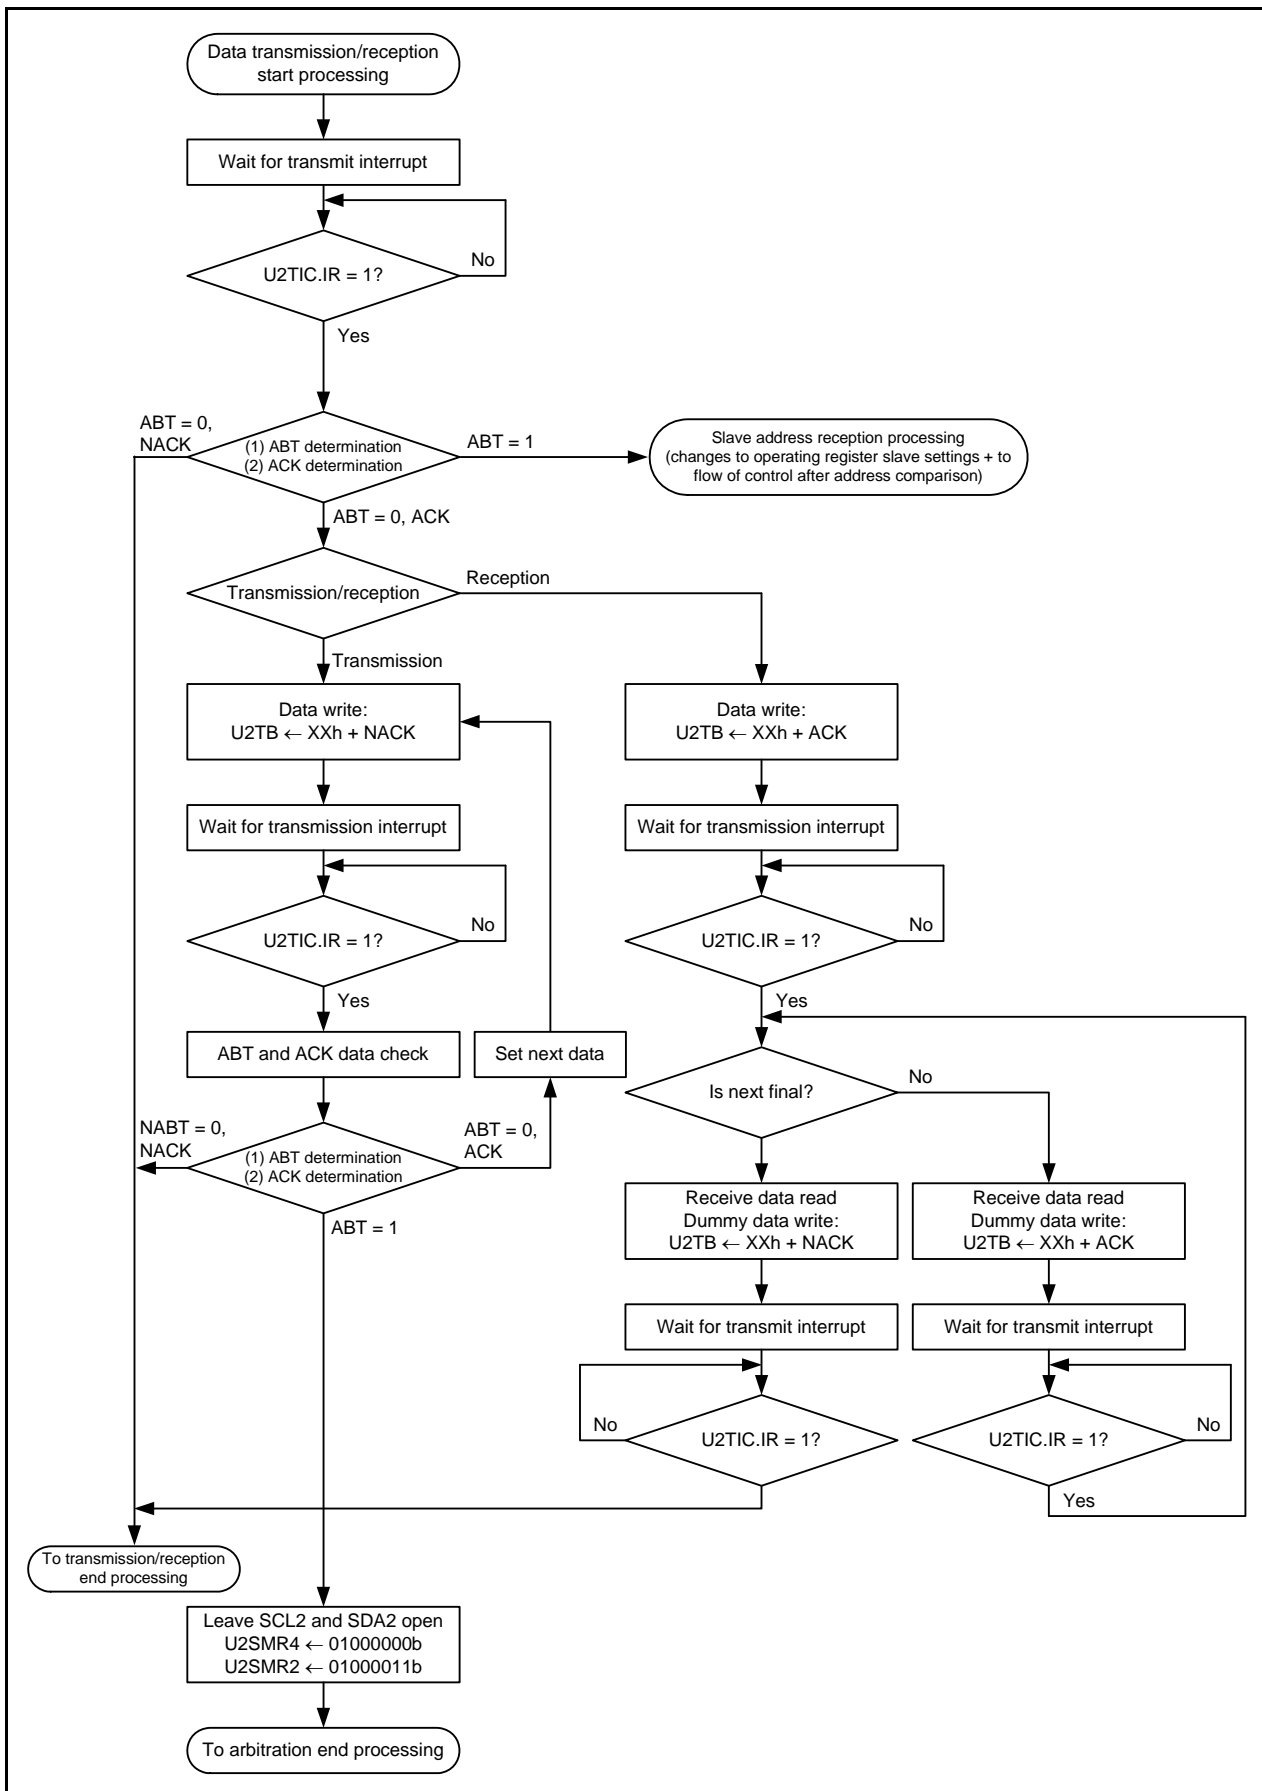 Data transmission/reception
start processing
Wait for transmit interrupt
No
U2TIC.IR = 1?
Yes
ABT = 0,
NACK
(1) ABT determination
(2) ACK determination
ABT = 1
Slave address reception processing
(changes to operating register slave settings + to
flow of control after address comparison)
ABT = 0, ACK
Transmission/reception
Reception
Transmission
Data write:
U2TB ← XXh + NACK
Data write:
U2TB ← XXh + ACK
Wait for transmission interrupt
Wait for transmission interrupt
U2TIC.IR = 1?
No
U2TIC.IR = 1?
No
Yes
Yes
ABT and ACK data check
Set next data
Is next final?
No
NABT = 0,
NACK
(1) ABT determination
(2) ACK determination
ABT = 0,
ACK
ABT = 1
Receive data read
Dummy data write:
U2TB ← XXh + NACK
Receive data read
Dummy data write:
U2TB ← XXh + ACK
Wait for transmit interrupt
Wait for transmit interrupt
No
U2TIC.IR = 1?
U2TIC.IR = 1?
No
Yes
To transmission/reception
end processing
Leave SCL2 and SDA2 open
U2SMR4 ← 01000000b
U2SMR2 ← 01000011b
To arbitration end processing